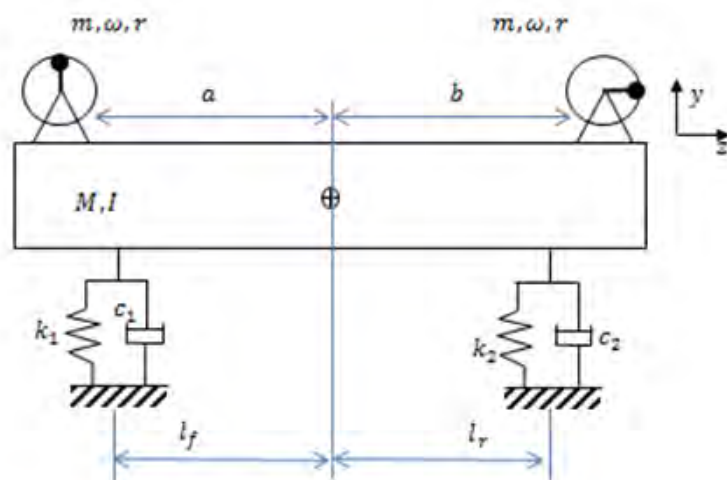 m, ω, r
m, ω, r
a
b
y
M, I
k₁
c₁
k₂
c₂
l_f
l_r